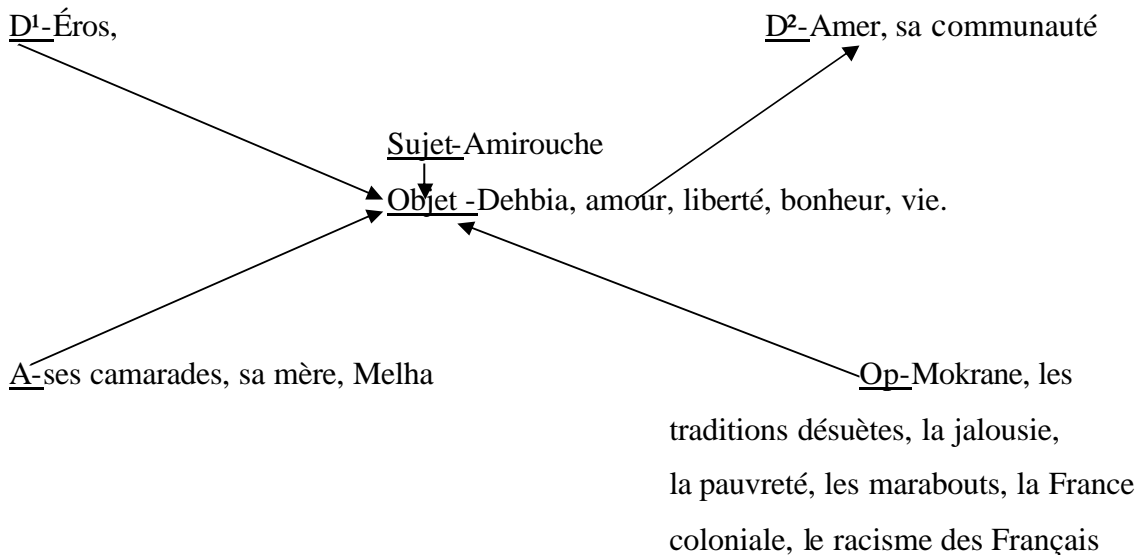 D¹-Éros,
D²-Amer, sa communauté
Sujet-Amirouche
Objet -Dehbia, amour, liberté, bonheur, vie.
A-ses camarades, sa mère, Melha
Op-Mokrane, les
traditions désuètes, la jalousie,
la pauvreté, les marabouts, la France
coloniale, le racisme des Français